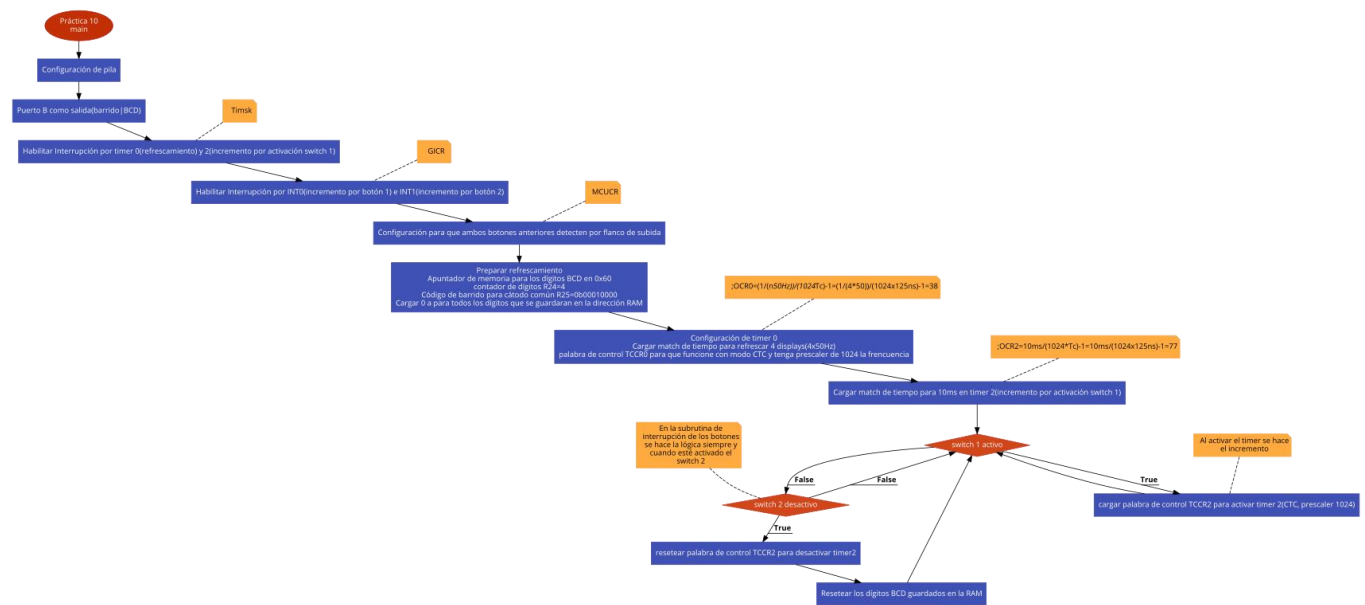 Práctica 10
main
Configuración de pila
Puerto B como salida(barrido|BCD)
Timsk
Habilitar Interrupción por timer 0(refrescamiento) y 2(incremento por activación switch 1)
GICR
Habilitar Interrupción por INT0(incremento por botón 1) e INT1(incremento por botón 2)
MCUCR
Configuración para que ambos botones anteriores detecten por flanco de subida
Preparar refrescamiento
Apuntador de memoria para los dígitos BCD en 0x60
contador de dígitos R24=4
Código de barrido para cátodo común R25=0b00010000
Cargar 0 a para todos los dígitos que se guardaran en la dirección RAM
;OCR0=(1/(n50Hz))/(1024Tc)-1=(1/(4*50))/(1024x125ns)-1=38
Configuración de timer 0
Cargar match de tiempo para refrescar 4 displays(4x50Hz)
palabra de control TCCR0 para que funcione con modo CTC y tenga prescaler de 1024 la frencuencia
;OCR2=10ms/(1024*Tc)-1=10ms/(1024x125ns)-1=77
Cargar match de tiempo para 10ms en timer 2(incremento por activación switch 1)
En la subrutina de
interrupción de los botones
se hace la lógica siempre y
cuando esté activado el
switch 2
switch 1 activo
Al activar el timer se hace
el incremento
False
False
True
switch 2 desactivo
cargar palabra de control TCCR2 para activar timer 2(CTC, prescaler 1024)
True
resetear palabra de control TCCR2 para desactivar timer2
Resetear los dígitos BCD guardados en la RAM